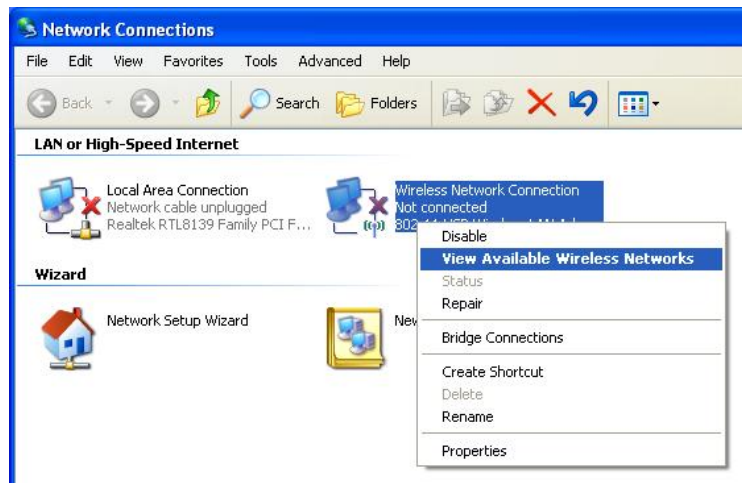 Network Connections
File Edit View Favorites Tools Advanced Help
Back Search Folders
LAN or High-Speed Internet
Local Area Connection
Network cable unplugged
Realtek RTL8139 Family PCI F...
Wireless Network Connection
Not connected
Disable
View Available Wireless Networks
Status
Repair
Bridge Connections
Create Shortcut
Delete
Rename
Properties
Wizard
Network Setup Wizard